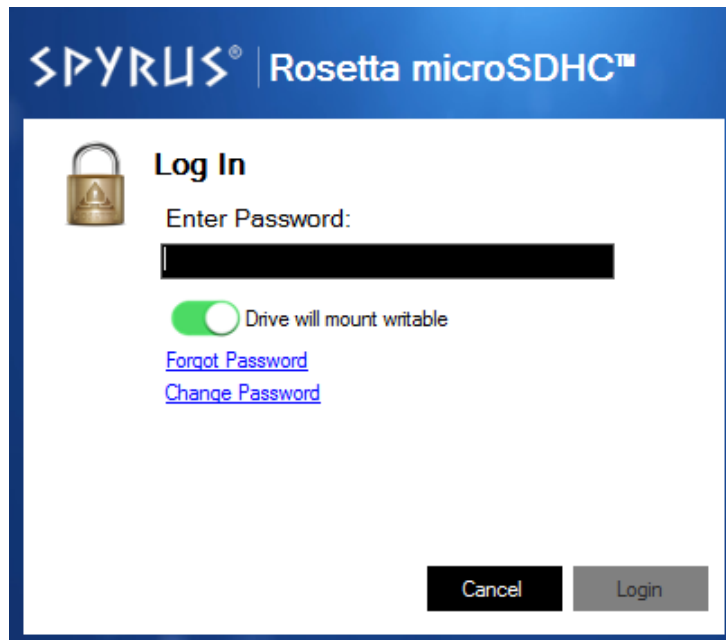 SPYRUS® | Rosetta microSDHC™
Log In
Enter Password:
Drive will mount writable
Forgot Password
Change Password
Cancel Login